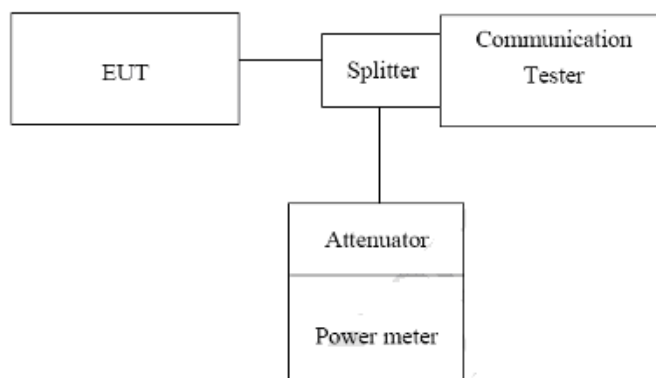 EUT
Splitter
Communication
Tester
Attenuator
Power meter